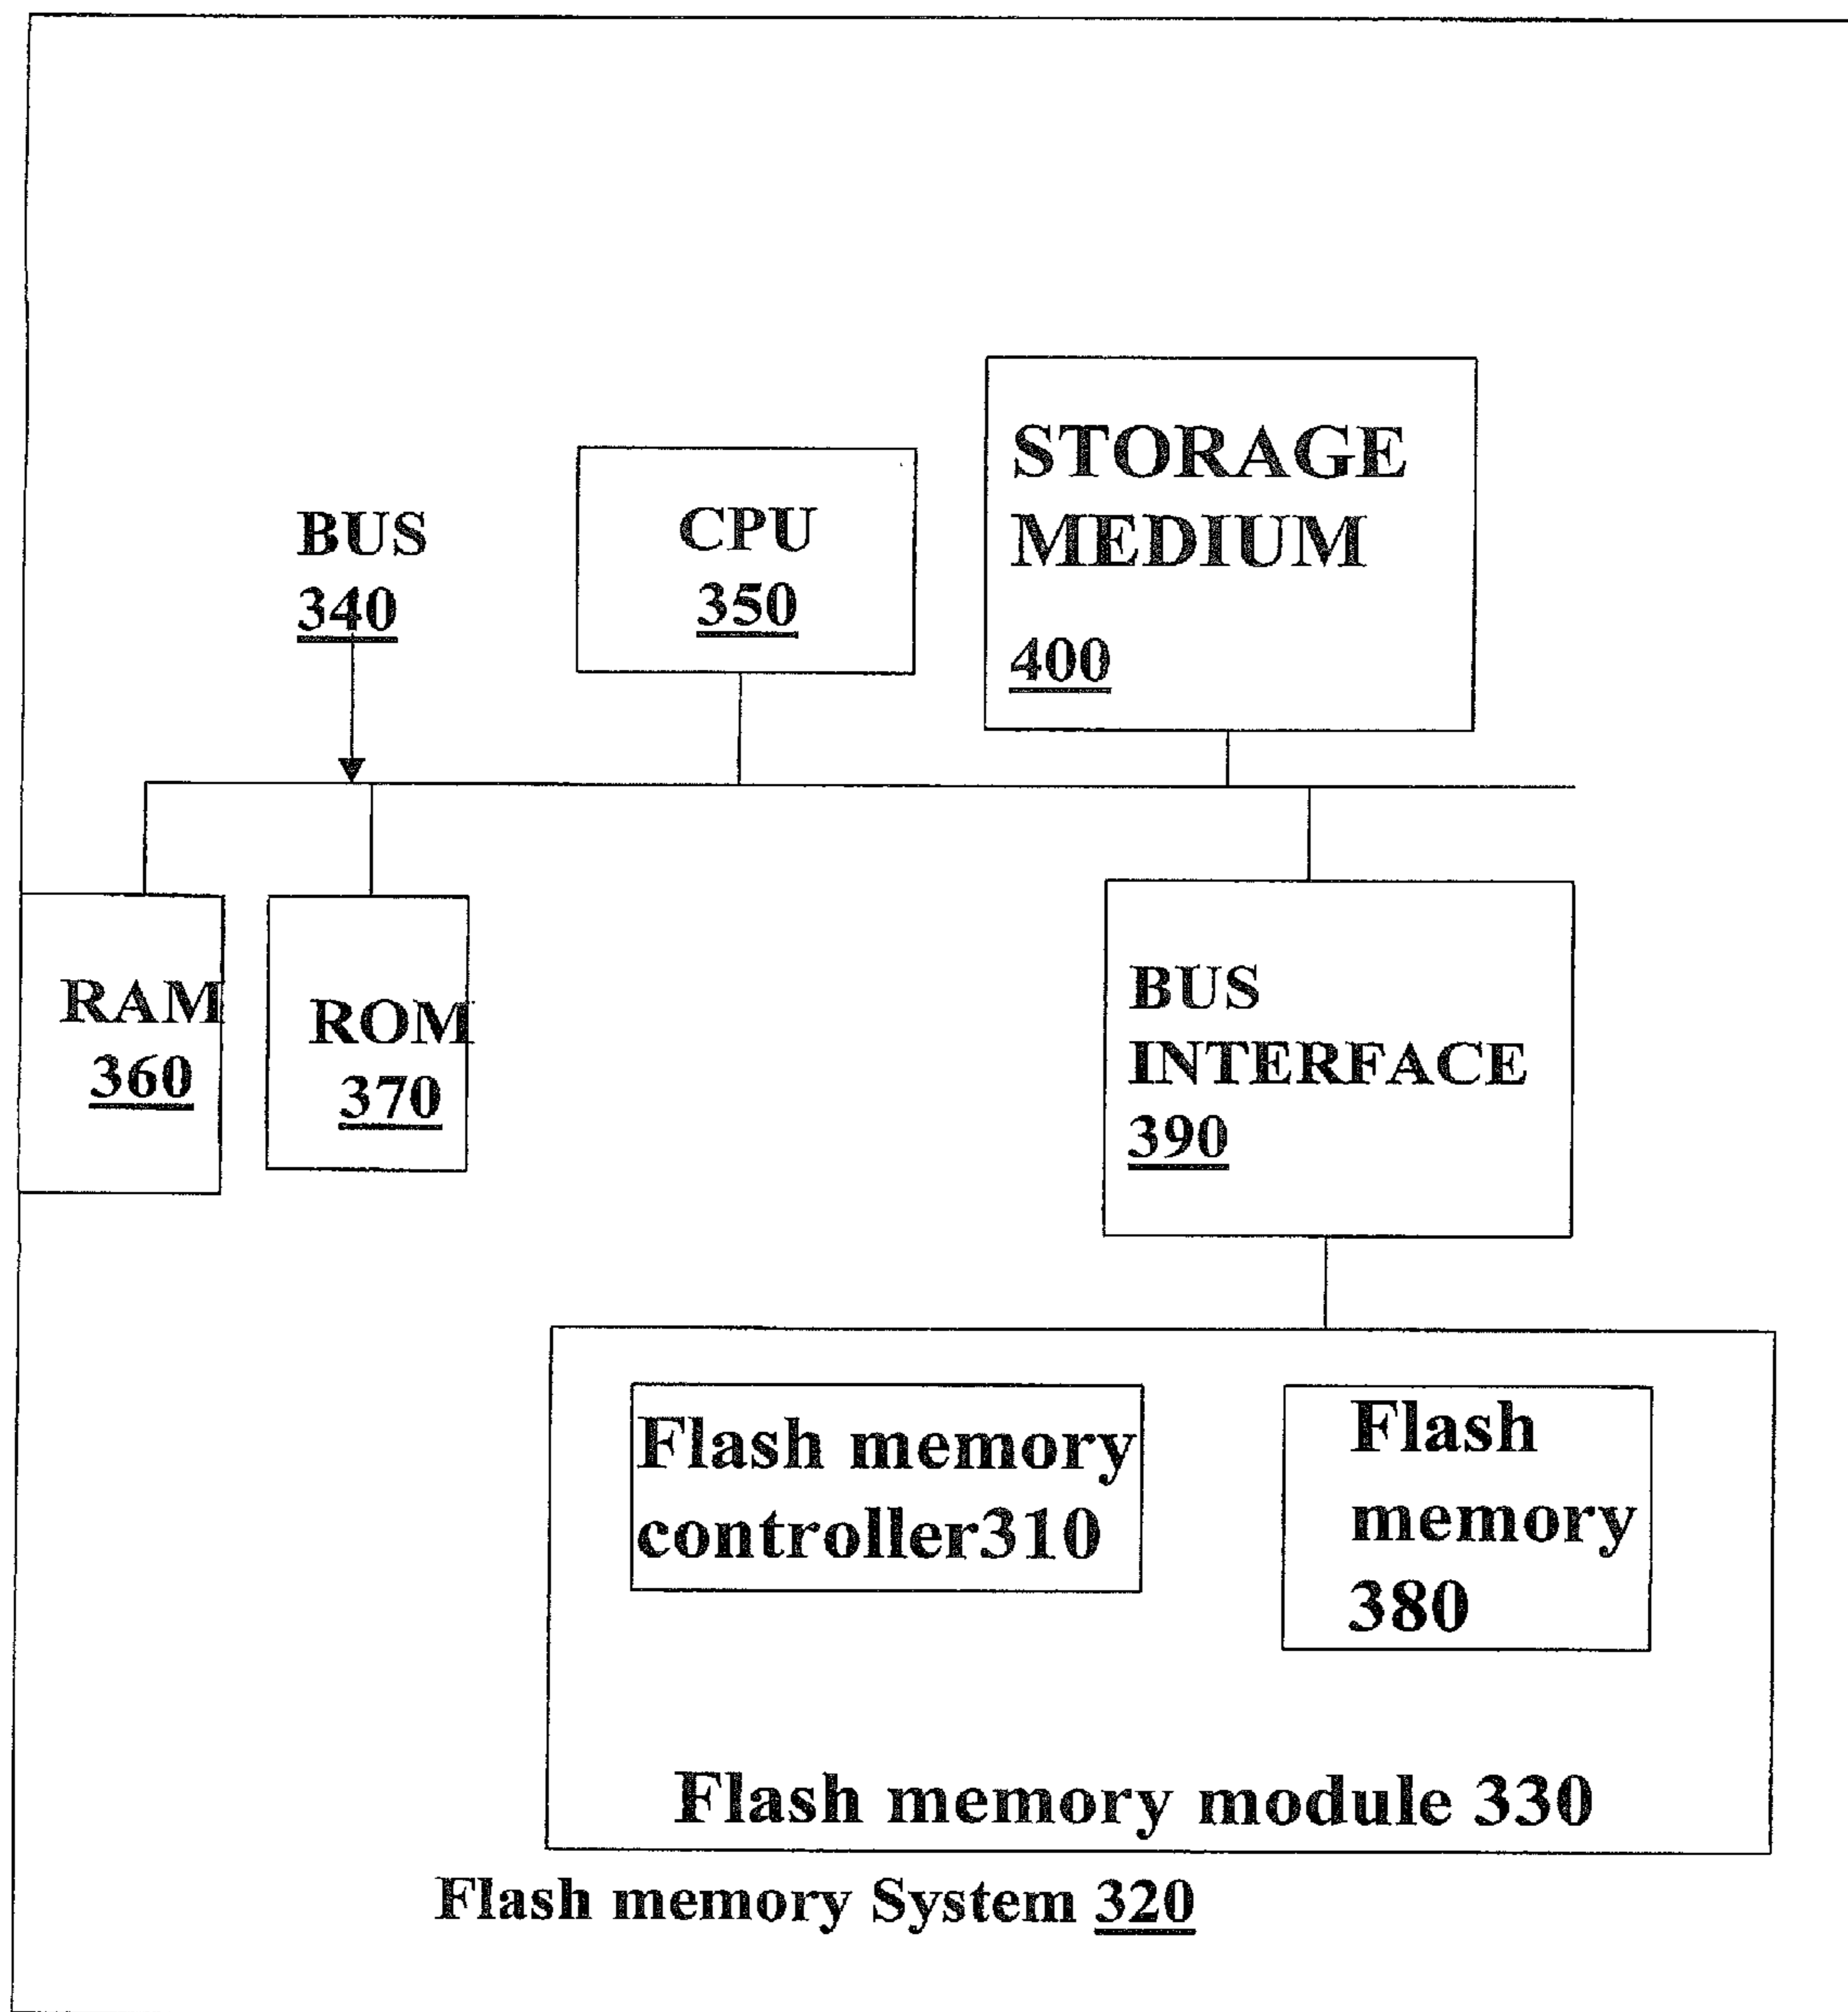 STORAGE
MEDIUM
400
CPU
350
BUS
340
RAM
360
ROM
370
BUS
INTERFACE
390
Flash memory
controller310
Flash
memory
380
Flash memory module 330
Flash memory System 320